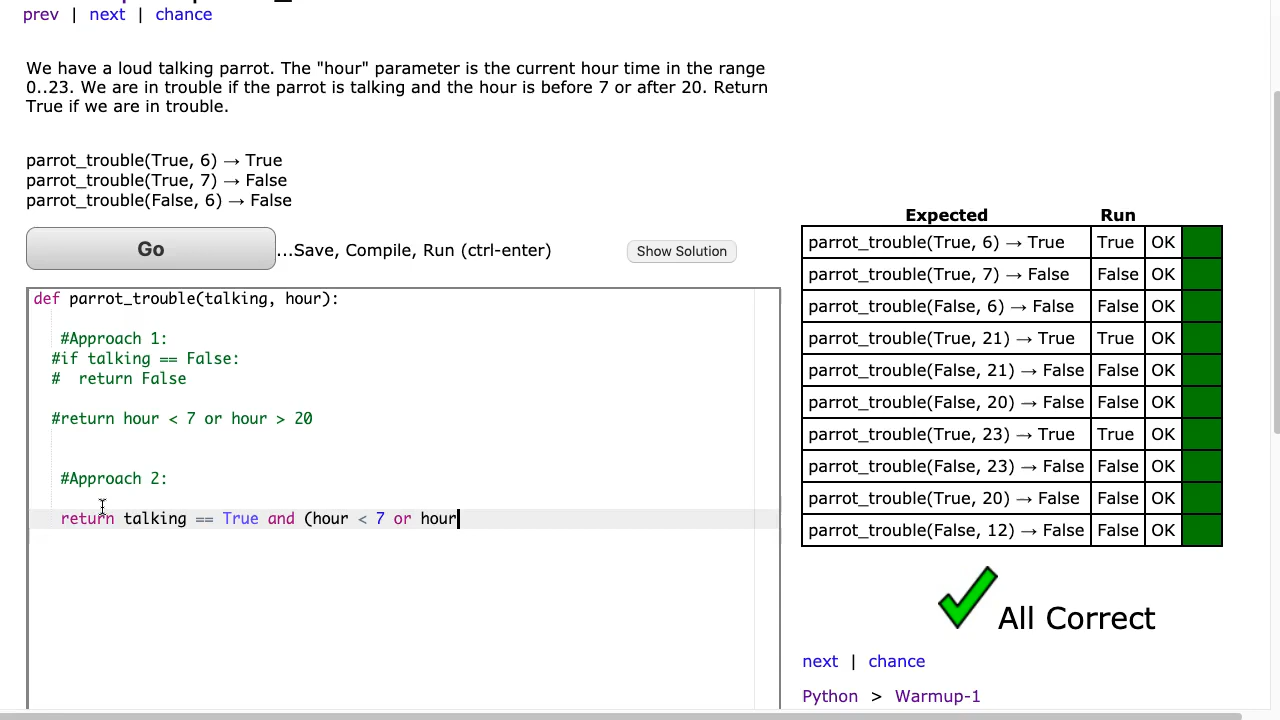 prev | next | chance
We have a loud talking parrot. The "hour" parameter is the current hour time in the range
0..23. We are in trouble if the parrot is talking and the hour is before 7 or after 20. Return
True if we are in trouble.
parrot_trouble(True, 6) → True
parrot_trouble(True, 7) → False
parrot_trouble(False, 6) → False
Go
...Save, Compile, Run (ctrl-enter)
Show Solution
def parrot_trouble(talking, hour):
#Approach 1:
#if talking == False:
#  return False
#return hour < 7 or hour > 20
#Approach 2:
return talking == True and (hour < 7 or hour
Expected Run
parrot_trouble(True, 6) → True True OK
parrot_trouble(True, 7) → False False OK
parrot_trouble(False, 6) → False False OK
parrot_trouble(True, 21) → True True OK
parrot_trouble(False, 21) → False False OK
parrot_trouble(False, 20) → False False OK
parrot_trouble(True, 23) → True True OK
parrot_trouble(False, 23) → False False OK
parrot_trouble(True, 20) → False False OK
parrot_trouble(False, 12) → False False OK
All Correct
next | chance
Python > Warmup-1